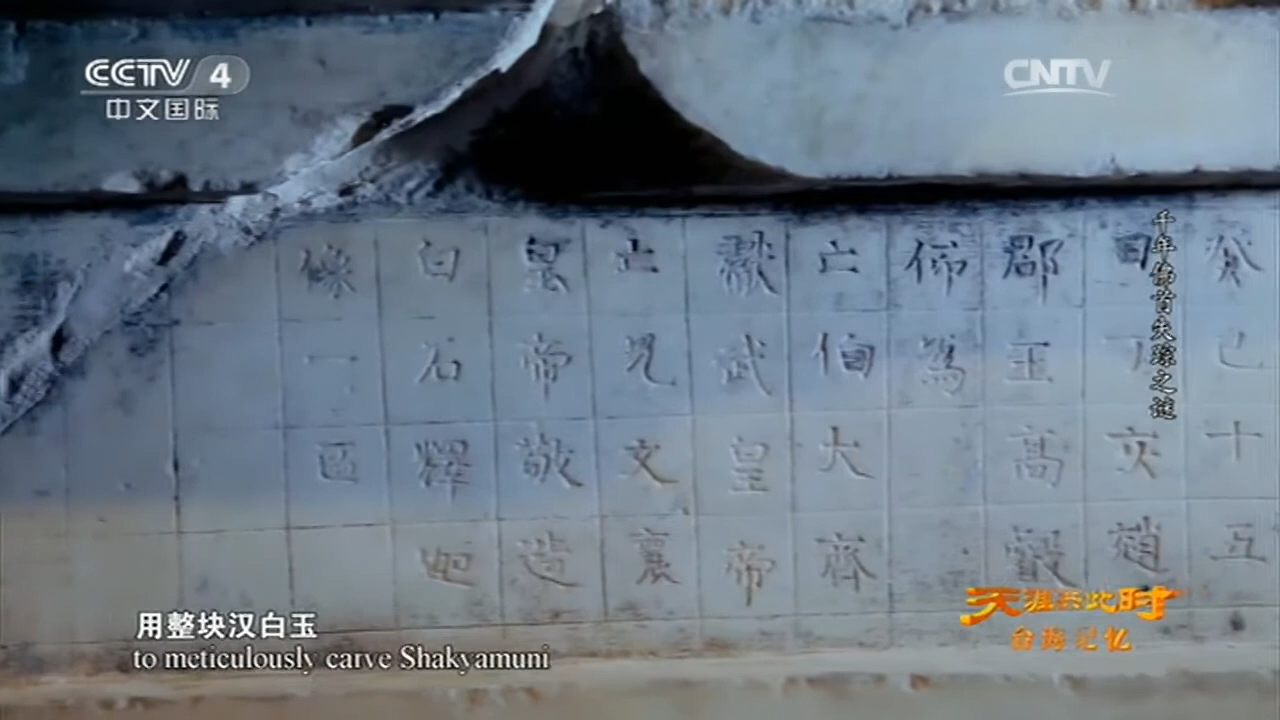 CCTV 4
中文国际
CNTV
千年佛首失踪之谜
癸巳十五
日丁亥趙
郡王高叡
仰為
亡伯大齊
獻武皇帝
亡兄文襄
皇帝敬造
白石釋迦
像一區
天涯共此时
台海记忆
用整块汉白玉
to meticulously carve Shakyamuni